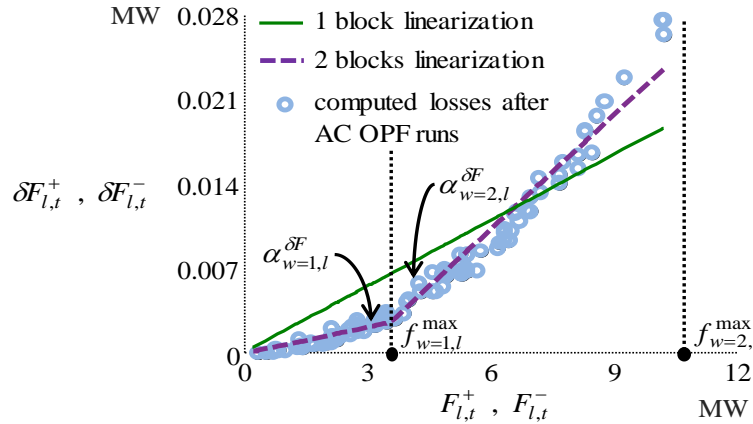 MW
0.028
0.021
0.014
0.007
0
1 block linearization
2 blocks linearization
computed losses after
AC OPF runs
δF⁺_{l,t} , δF⁻_{l,t}
α^{δF}_{w=2,l}
α^{δF}_{w=1,l}
f^{max}_{w=1,l}
f^{max}_{w=2,
0 3 6 9 12
F⁺_{l,t} , F⁻_{l,t}
MW